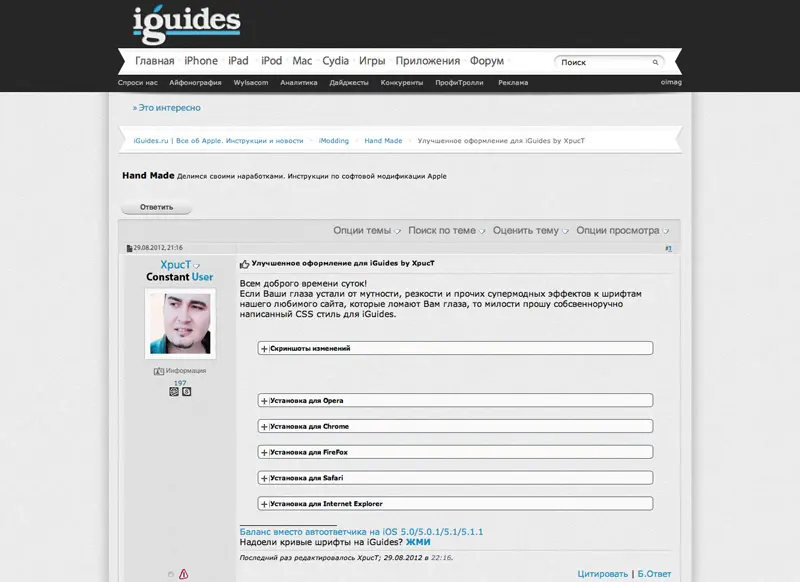 iguides
Главная iPhone iPad iPod Mac Cydia Игры Приложения Форум Поиск
Спроси нас Айфонография Wylsacom Аналитика Дайджесты Конкуренты ПрофиТролли Реклама oimag
» Это интересно
iGuides.ru | Все об Apple. Инструкции и новости iModding Hand Made Улучшенное оформление для iGuides by ХрисТ
Hand Made Делимся своими наработками. Инструкции по софтовой модификации Apple
Ответить
Опции темы Поиск по теме Оценить тему Опции просмотра
29.08.2012, 21:16 #1
ХрисТ
Constant User
Информация
197
Улучшенное оформление для iGuides by ХрисТ
Всем доброго времени суток!
Если Ваши глаза устали от мутности, резкости и прочих супермодных эффектов к шрифтам
нашего любимого сайта, которые ломают Вам глаза, то милости прошу собсвенноручно
написанный CSS стиль для iGuides.
+ Скриншоты изменений
+ Установка для Opera
+ Установка для Chrome
+ Установка для FireFox
+ Установка для Safari
+ Установка для Internet Explorer
Баланс вместо автоответчика на iOS 5.0/5.0.1/5.1/5.1.1
Надоели кривые шрифты на iGuides? ЖМИ
Последний раз редактировалось ХрисТ; 29.08.2012 в 22:16.
Цитировать | Б.Ответ